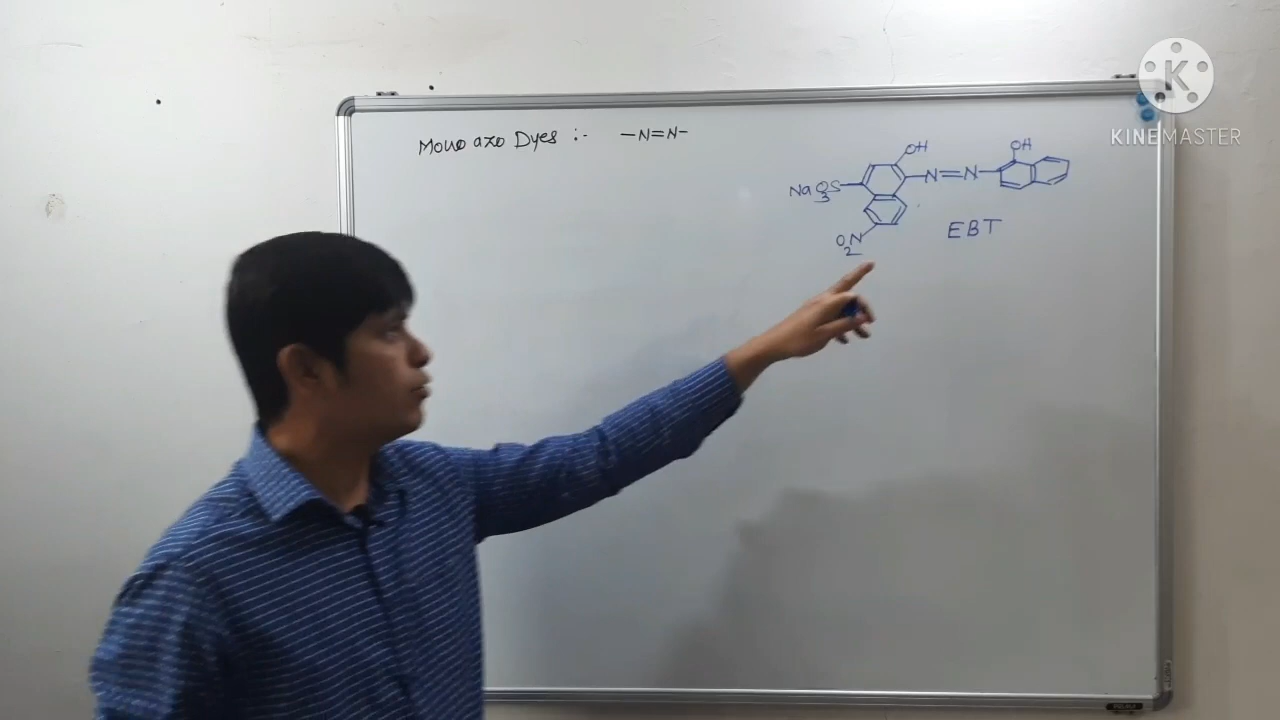 Mono azo Dyes :- –N=N–
OH
OH
NaO3S
N=N
O2N
EBT
K
KINEMASTER